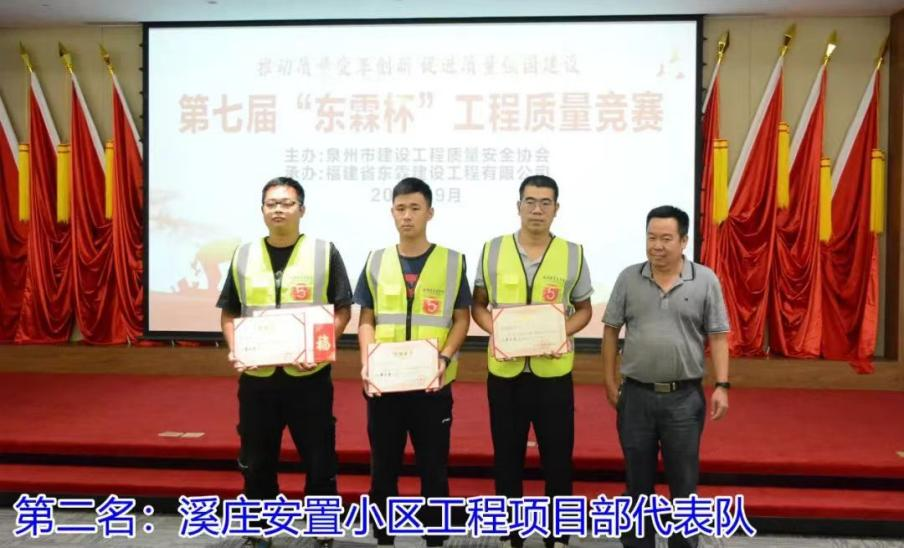 推动质量变革创新 促进质量强国建设
第七届“东霖杯”工程质量竞赛
主办:泉州市建设工程质量安全协会
承办:福建省东霖建设工程有限公司
9月
5
5
5
福
第二名：溪庄安置小区工程项目部代表队